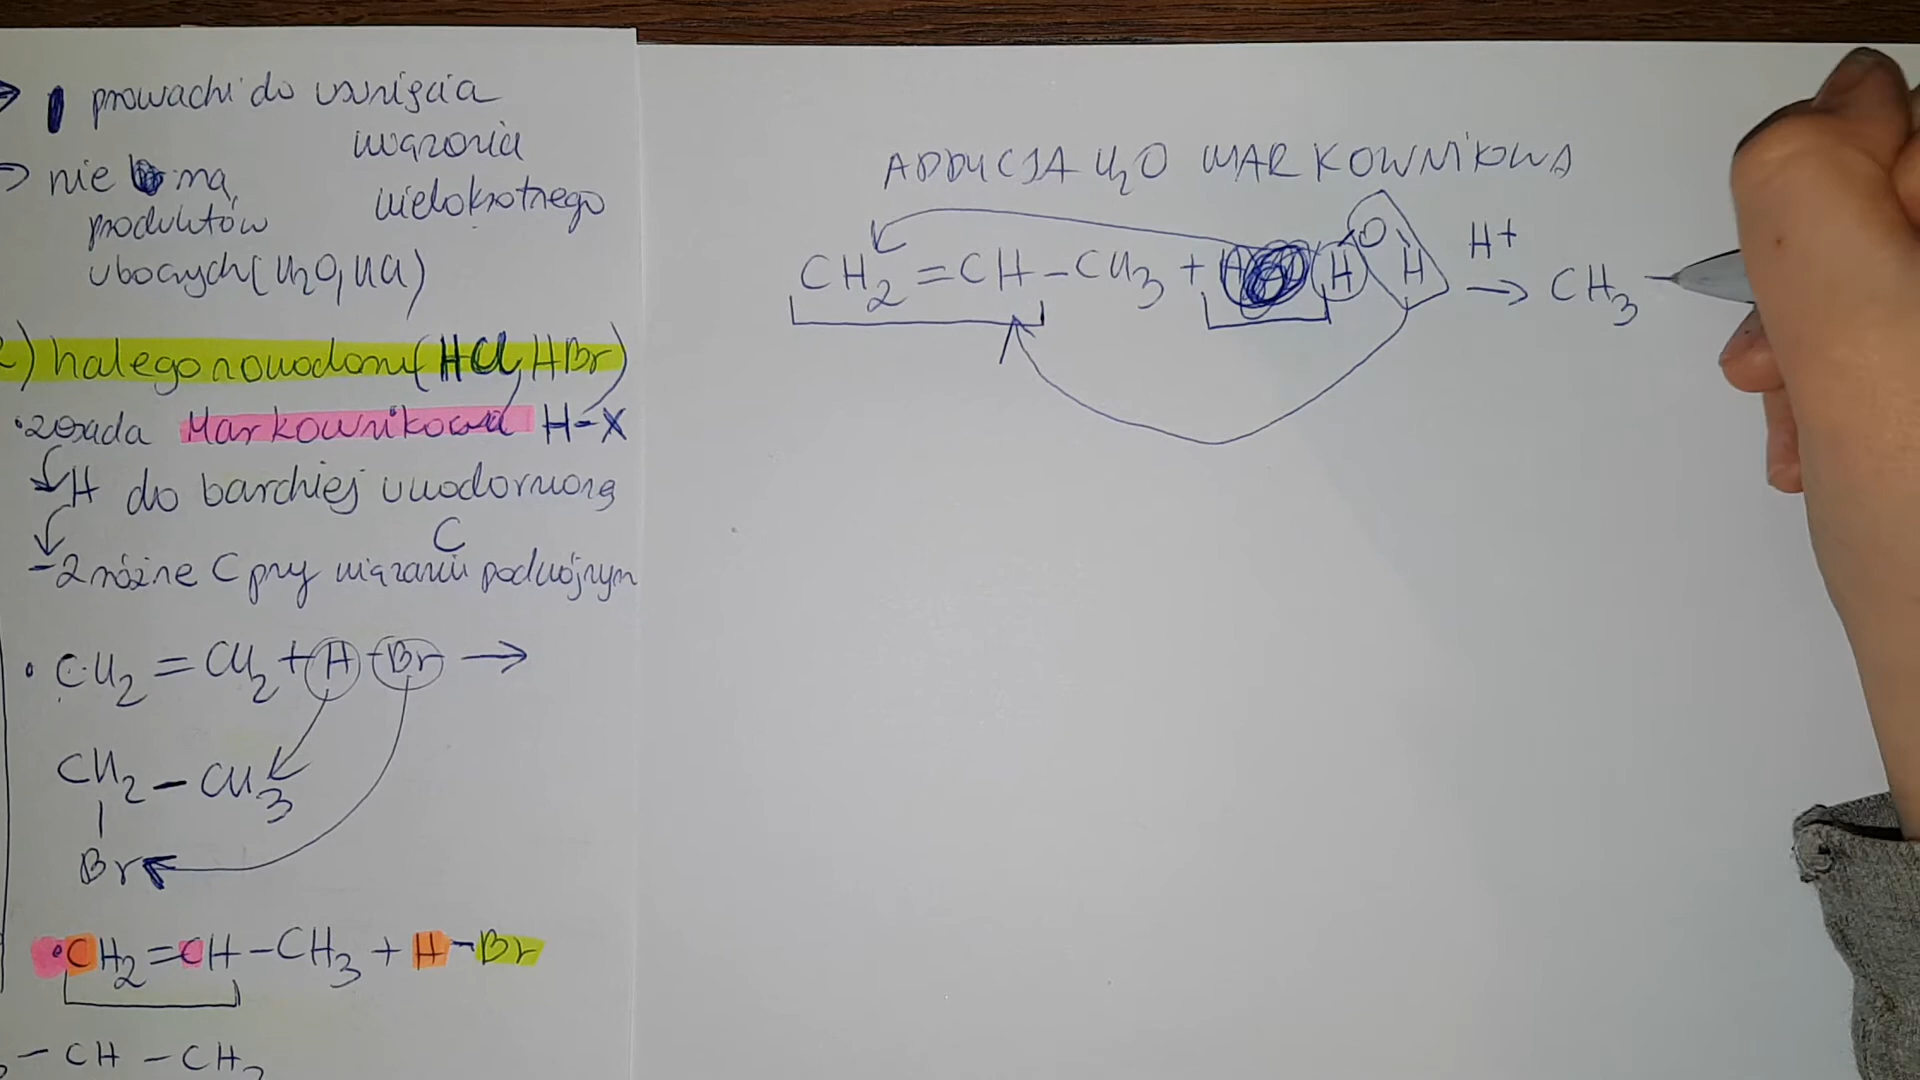 → prowadzi do usunięcia
wiązania
→ nie ma wielokrotnego
produktów
ubocznych (H₂O, HCl)
) halogenowodory (HCl, HBr)
• zasada Markownikowa H-X
↳ H do bardziej uwodornionego
C
- 2 różne C przy wiązaniu podwójnym
• CH₂ = CH₂ + H - Br →
CH₂ - CH₃
|
Br
• CH₂ = CH - CH₃ + H - Br
- CH - CH₃
ADDYCJA H₂O MARKOWNIKOWA
O
H+
CH₂ = CH - CH₃ + H H → CH₃ -